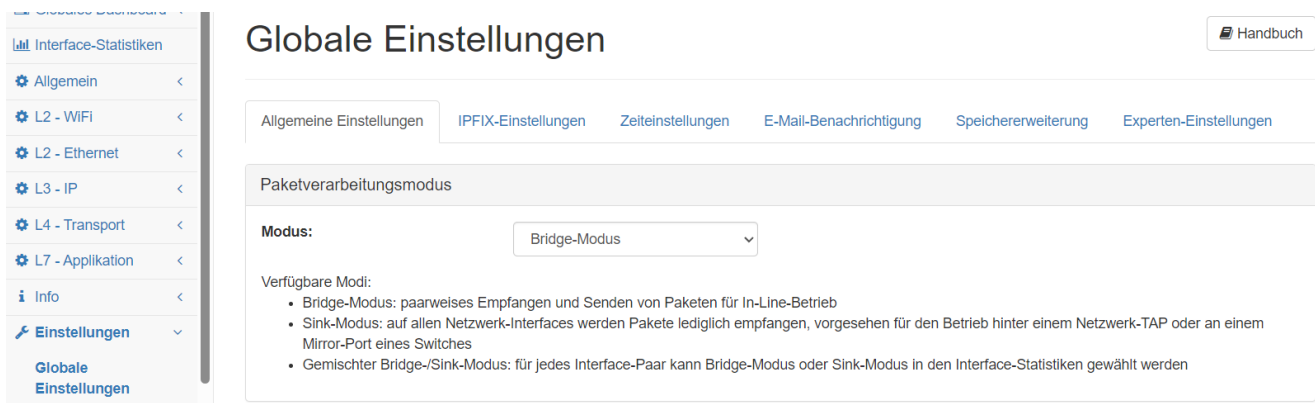 Interface-Statistiken
Allgemein
L2 - WiFi
L2 - Ethernet
L3 - IP
L4 - Transport
L7 - Applikation
Info
Einstellungen
Globale
Einstellungen
Globale Einstellungen
Handbuch
Allgemeine Einstellungen IPFIX-Einstellungen Zeiteinstellungen E-Mail-Benachrichtigung Speichererweiterung Experten-Einstellungen
Paketverarbeitungsmodus
Modus: Bridge-Modus
Verfügbare Modi:
• Bridge-Modus: paarweises Empfangen und Senden von Paketen für In-Line-Betrieb
• Sink-Modus: auf allen Netzwerk-Interfaces werden Pakete lediglich empfangen, vorgesehen für den Betrieb hinter einem Netzwerk-TAP oder an einem
Mirror-Port eines Switches
• Gemischter Bridge-/Sink-Modus: für jedes Interface-Paar kann Bridge-Modus oder Sink-Modus in den Interface-Statistiken gewählt werden